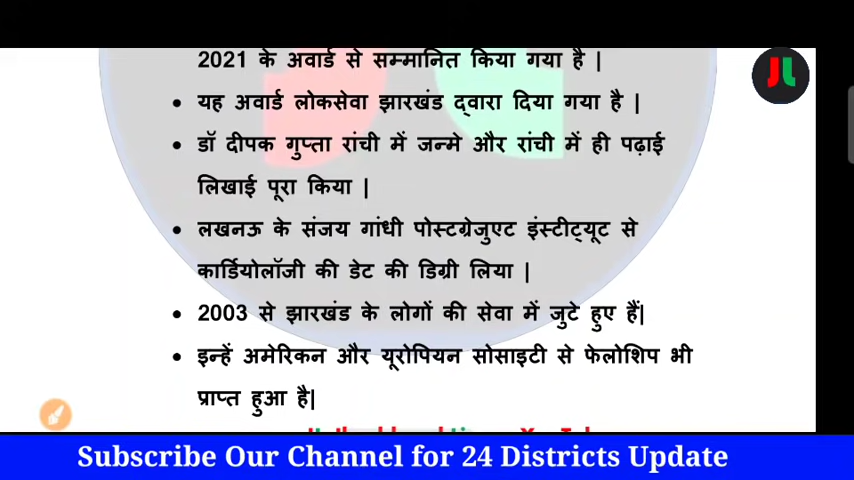 2021 के अवार्ड से सम्मानित किया गया है |
• यह अवार्ड लोकसेवा झारखंड द्वारा दिया गया है |
• डॉ दीपक गुप्ता रांची में जन्मे और रांची में ही पढ़ाई
लिखाई पूरा किया |
• लखनऊ के संजय गांधी पोस्टग्रेजुएट इंस्टीट्यूट से
कार्डियोलॉजी की डेट की डिग्री लिया |
• 2003 से झारखंड के लोगों की सेवा में जुटे हुए हैं|
• इन्हें अमेरिकन और यूरोपियन सोसाइटी से फेलोशिप भी
प्राप्त हुआ है|
Subscribe Our Channel for 24 Districts Update